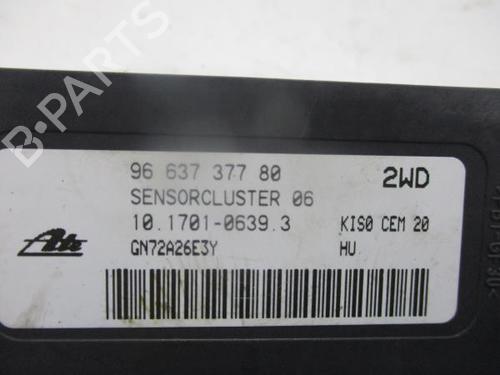 B-PARTS
96 637 377 80
2WD
SENSORCLUSTER 06
10.1701-0639.3
KIS0 CEM 20
Ate
GN72A26E3Y
HU